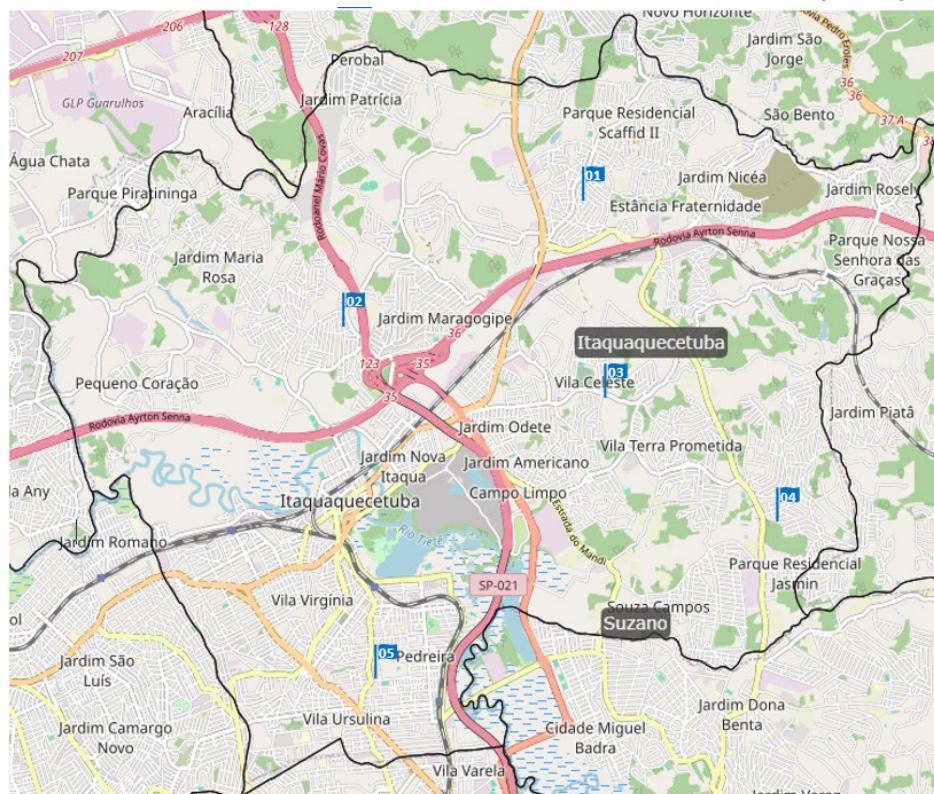 Novo Horizonte
206
128
207
Perobal
Jardim São
Jorge
36
36
37 A
38
GLP Guarulhos
Aracília
Jardim Patrícia
Parque Residencial
Scaffid II
São Bento
Água Chata
Parque Piratininga
Rodoanel Mário Covas
01
Jardim Nicéa
Jardim Rosely
Estância Fraternidade
Rodovia Ayrton Senna
Jardim Maria
Rosa
Parque Nossa
Senhora das
Graças
02
Jardim Maragogipe
36
Itaquaquecetuba
123
35
35
03
Pequeno Coração
Vila Celeste
Rodovia Ayrton Senna
Jardim Odete
Jardim Piatã
Vila Terra Prometida
Jardim Nova
Itaqua
Jardim Americano
la Any
Itaquaquecetuba
Campo Limpo
04
Estrada do Mandi
Rio Tietê
Jardim Romano
SP-021
Parque Residencial
Jasmin
Vila Virgínia
Souza Campos
ol
Suzano
05
Pedreira
Jardim São
Luís
Jardim Dona
Benta
Vila Ursulina
Jardim Camargo
Novo
Cidade Miguel
Badra
Vila Varela